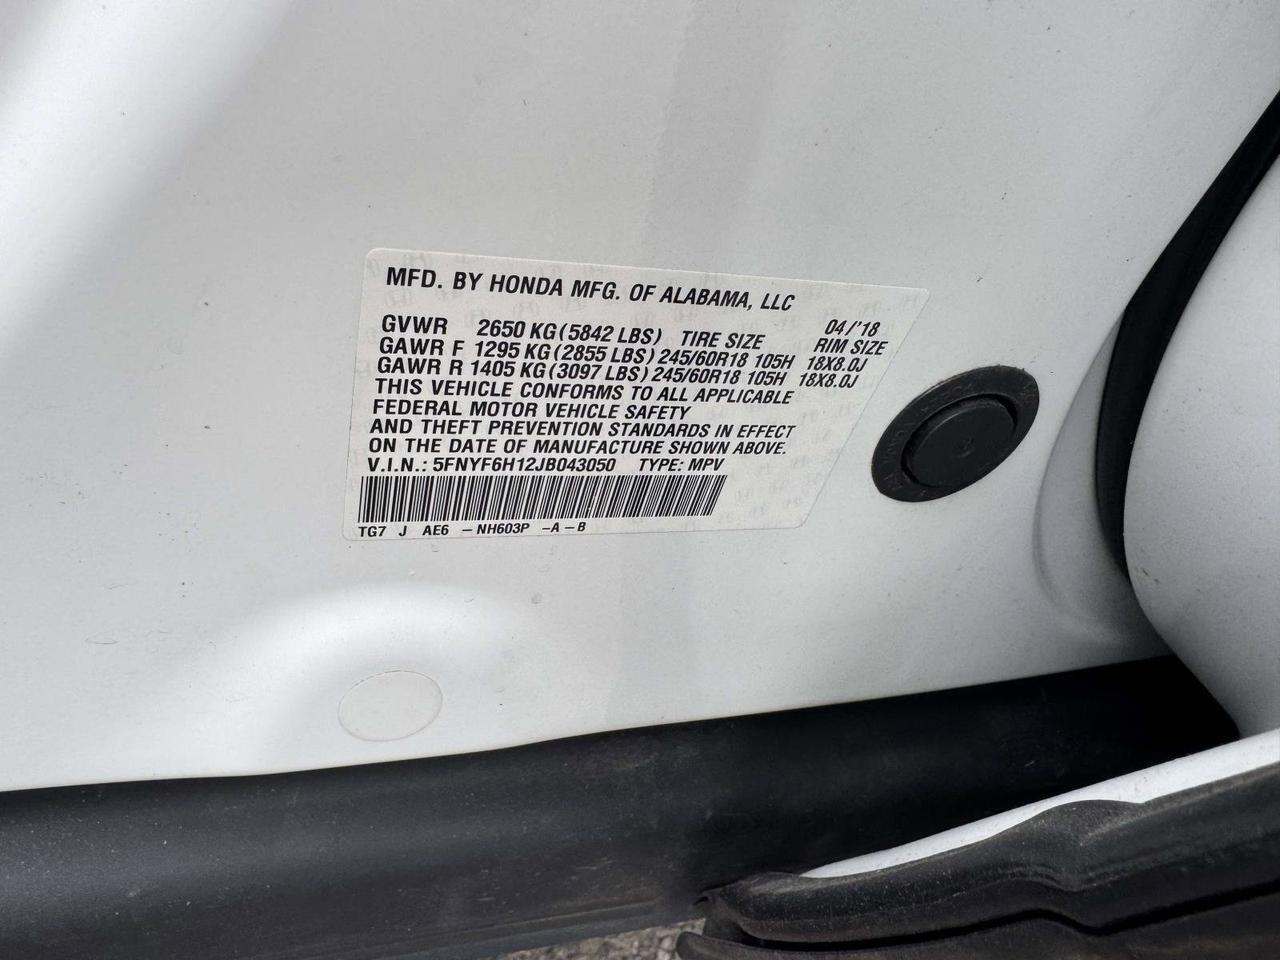 MFD. BY HONDA MFG. OF ALABAMA, LLC
04/'18
GVWR 2650 KG (5842 LBS) TIRE SIZE RIM SIZE
GAWR F 1295 KG (2855 LBS) 245/60R18 105H 18X8.0J
GAWR R 1405 KG (3097 LBS) 245/60R18 105H 18X8.0J
THIS VEHICLE CONFORMS TO ALL APPLICABLE
FEDERAL MOTOR VEHICLE SAFETY
AND THEFT PREVENTION STANDARDS IN EFFECT
ON THE DATE OF MANUFACTURE SHOWN ABOVE.
V.I.N.: 5FNYF6H12JB043050 TYPE: MPV
TG7 J AE6 -NH603P -A-B